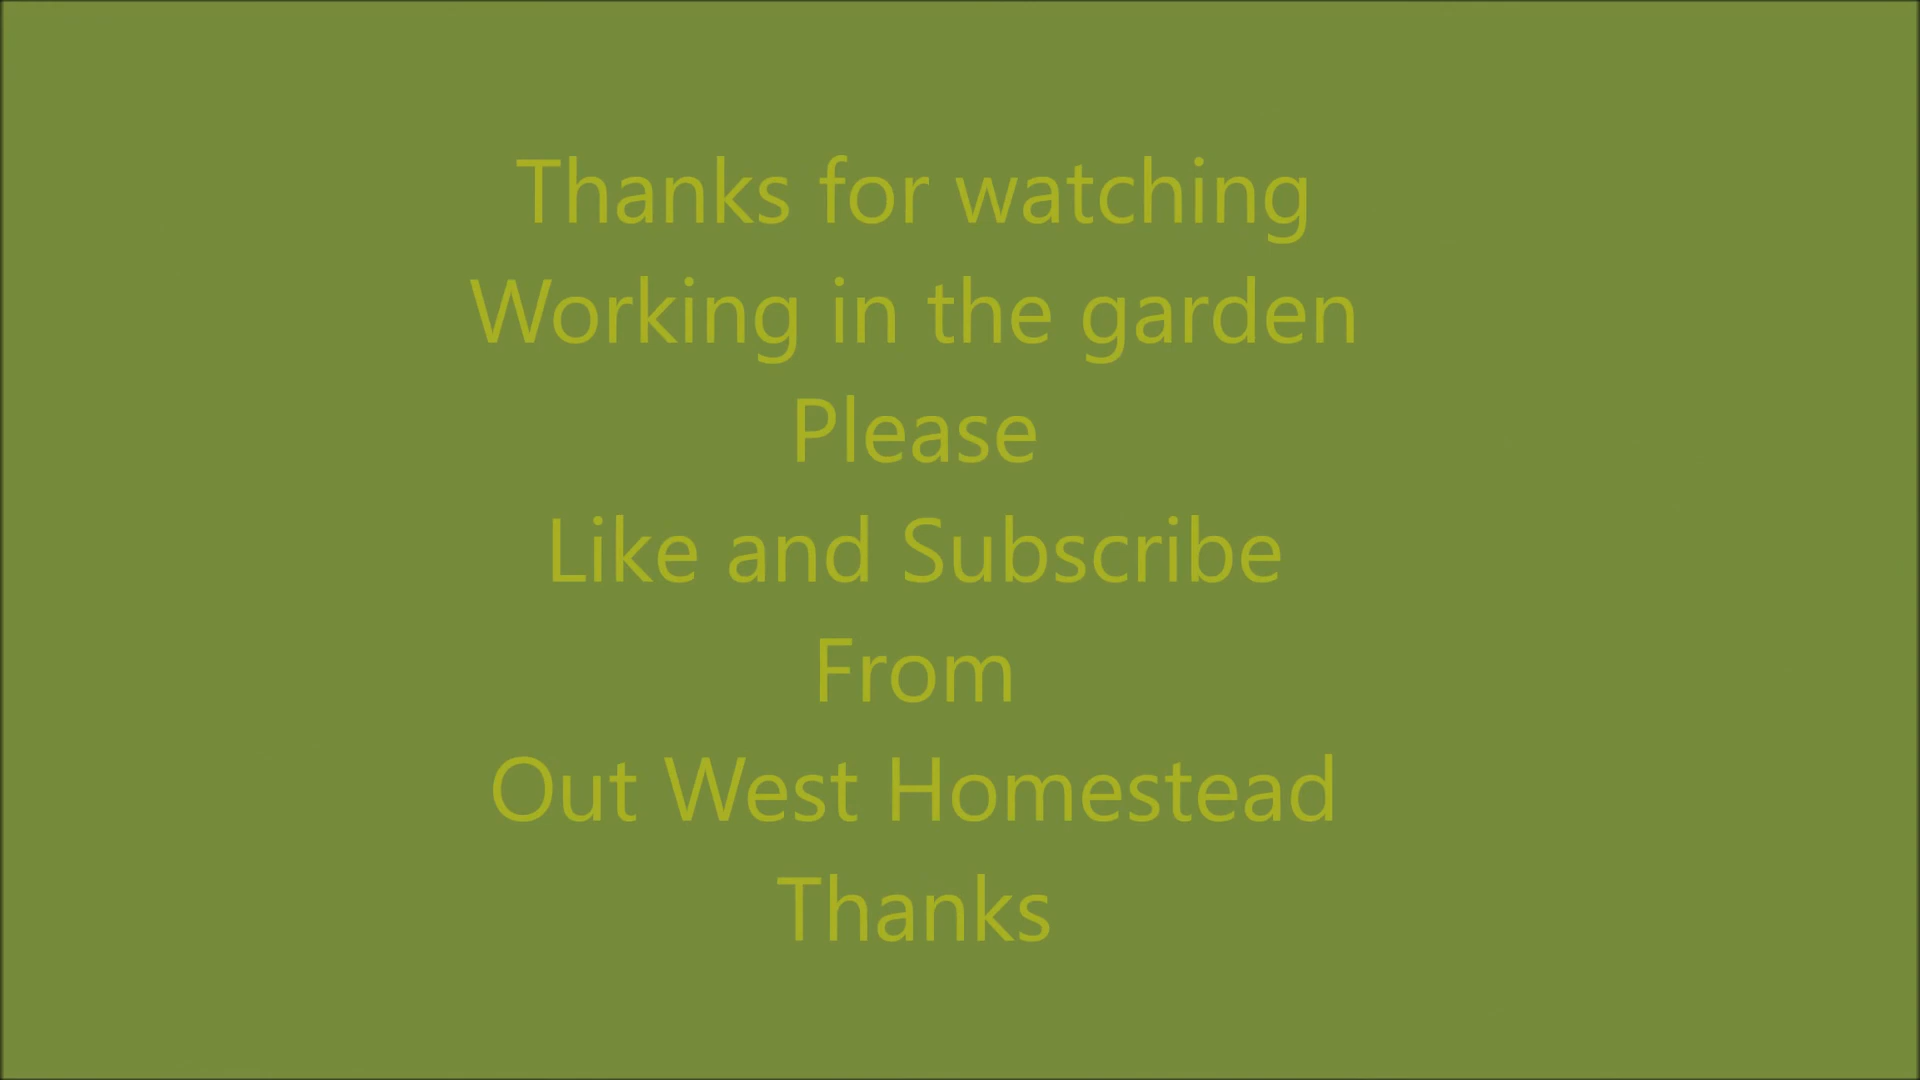 Thanks for watching
Working in the garden
Please
Like and Subscribe
From
Out West Homestead
Thanks